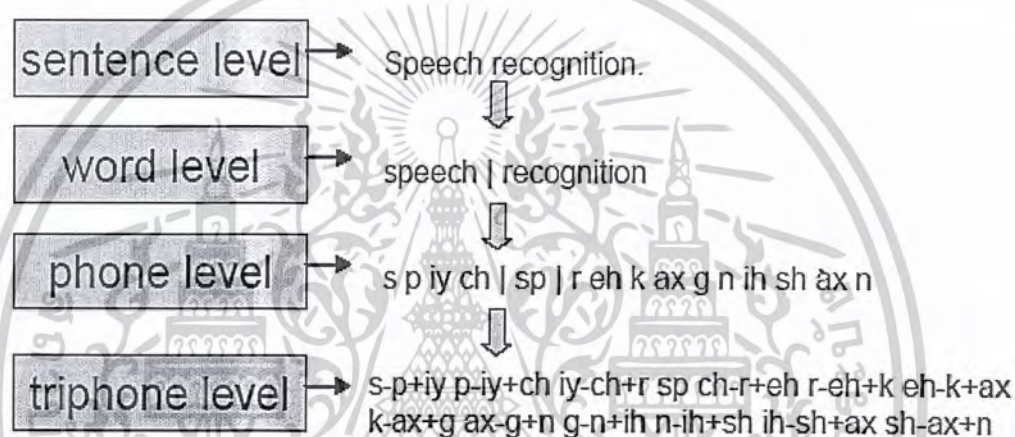 sentence level
Speech recognition.
word level
speech | recognition
phone level
s p iy ch | sp | r eh k ax g n ih sh ax n
triphone level
s-p+iy p-iy+ch iy-ch+r sp ch-r+eh r-eh+k eh-k+ax
k-ax+g ax-g+n g-n+ih n-ih+sh ih-sh+ax sh-ax+n